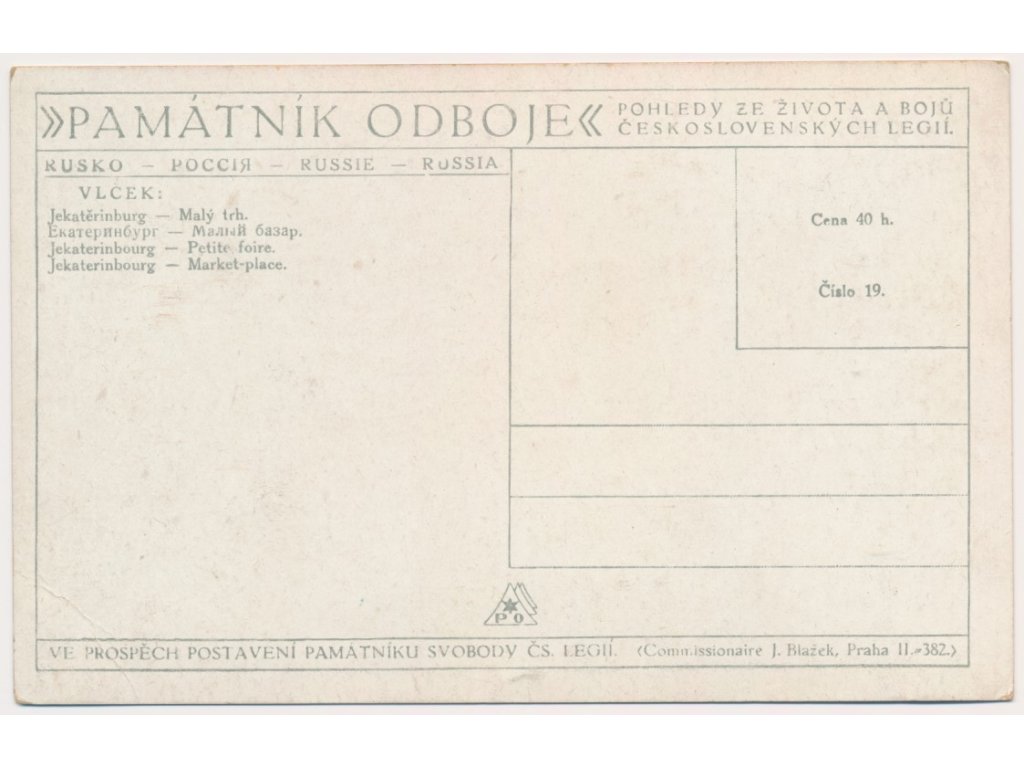 »PAMÁTNÍK ODBOJE«
POHLEDY ZE ŽIVOTA A BOJŮ
ČESKOSLOVENSKÝCH LEGIÍ.
RUSKO — РОССІЯ — RUSSIE — RUSSIA
VLČEK:
Jekatěrinburg — Malý trh.
Екатеринбург — Малый базар.
Jekaterinbourg — Petite foire.
Jekaterinbourg — Market-place.
Cena 40 h.
Číslo 19.
PO
VE PROSPĚCH POSTAVENÍ PAMÁTNÍKU SVOBODY ČS. LEGIÍ. (Commissionaire J. Blažek, Praha II.-382.)